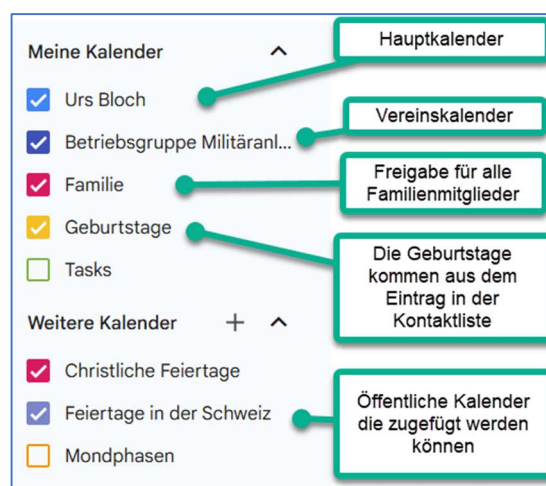 Meine Kalender
Urs Bloch
Betriebsgruppe Militäranl...
Familie
Geburtstage
Tasks
Weitere Kalender
Christliche Feiertage
Feiertage in der Schweiz
Mondphasen
Hauptkalender
Vereinskalender
Freigabe für alle
Familienmitglieder
Die Geburtstage
kommen aus dem
Eintrag in der
Kontaktliste
Öffentliche Kalender
die zugefügt werden
können